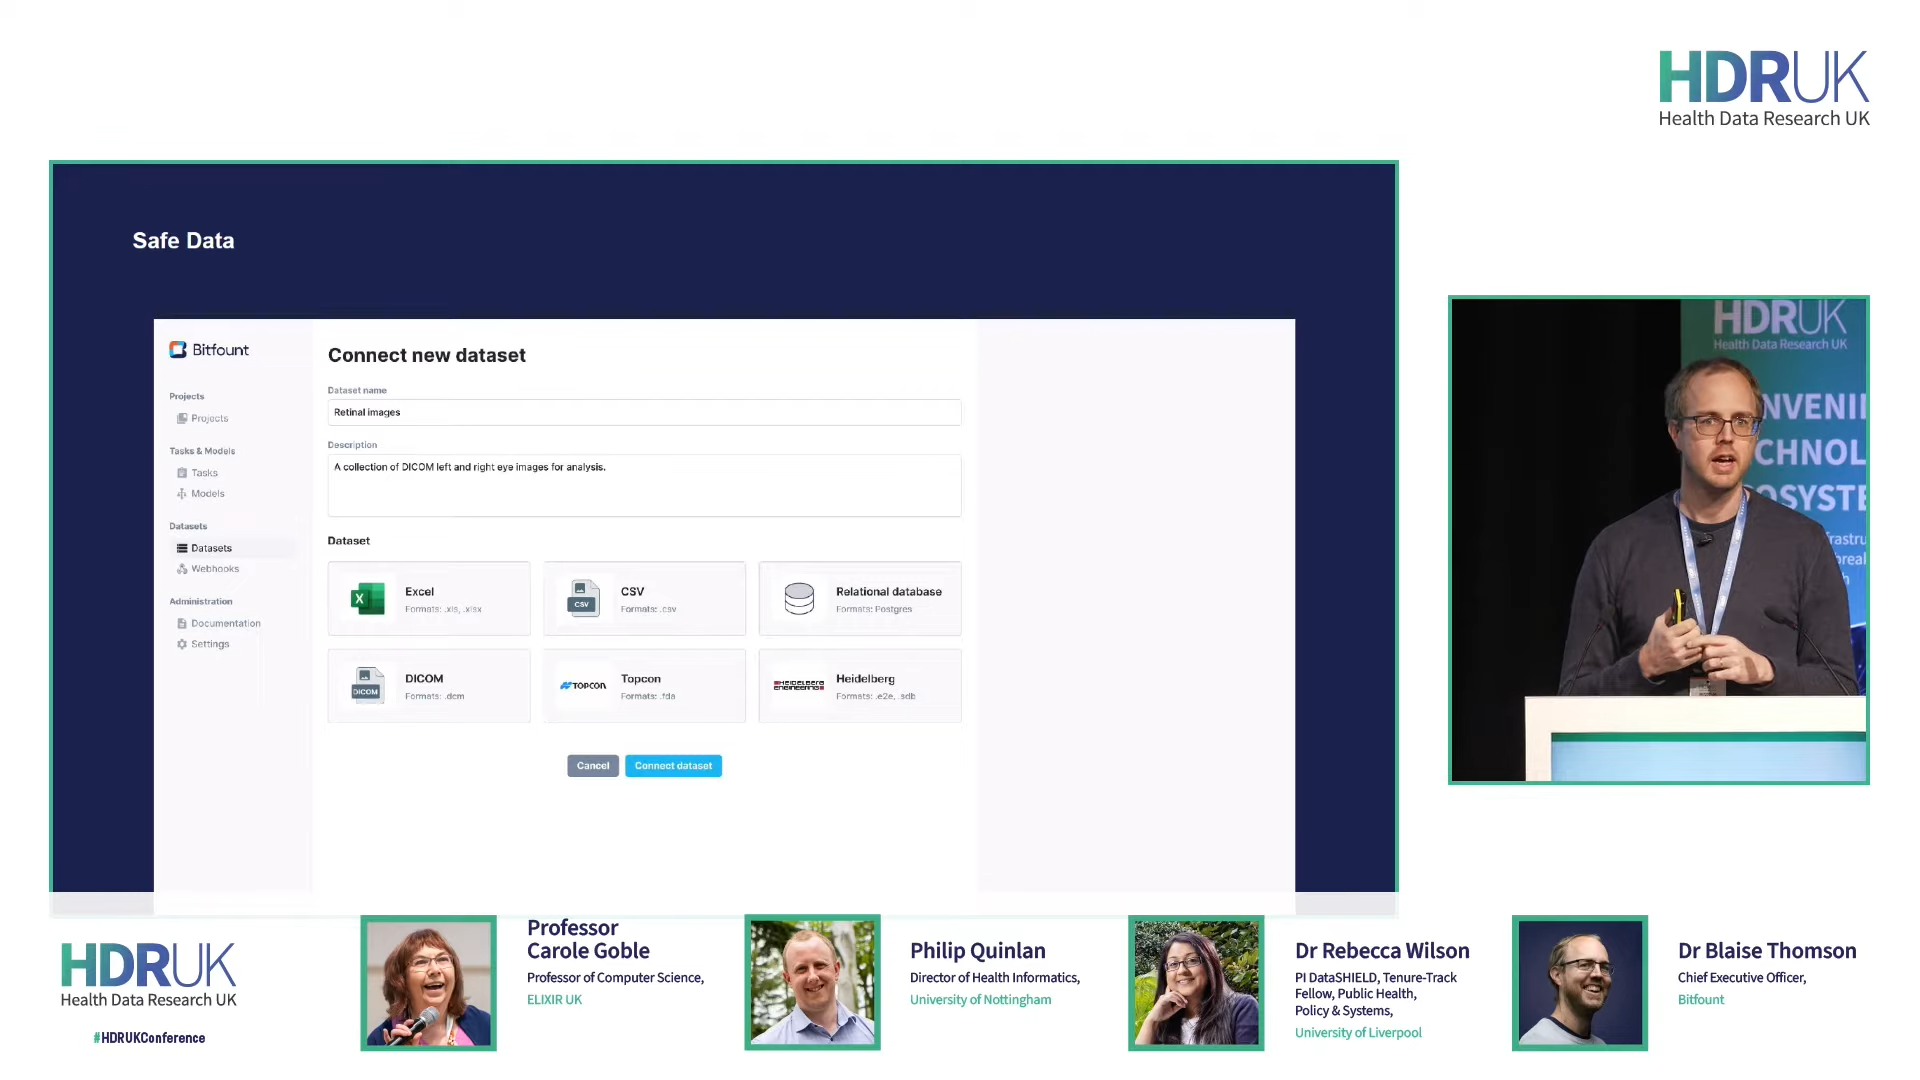 HDRUK
Health Data Research UK
Safe Data
Bitfount
Projects
Projects
Tasks & Models
Tasks
Models
Datasets
Datasets
Webhooks
Administration
Documentation
Settings
Connect new dataset
Dataset name
Retinal images
Description
A collection of DICOM left and right eye images for analysis.
Dataset
Excel
Formats: .xls, .xlsx
CSV
CSV
Formats: .csv
Relational database
Formats: Postgres
DICOM
DICOM
Formats: .dcm
TOPCON
Topcon
Formats: .fda
HEIDELBERG
ENGINEERING
Heidelberg
Formats: .e2e, .sdb
Cancel
Connect dataset
HDRUK
Health Data Research UK
HDRUK
Health Data Research UK
#HDRUKConference
Professor
Carole Goble
Professor of Computer Science,
ELIXIR UK
Philip Quinlan
Director of Health Informatics,
University of Nottingham
Dr Rebecca Wilson
PI DataSHIELD, Tenure-Track
Fellow, Public Health,
Policy & Systems,
University of Liverpool
Dr Blaise Thomson
Chief Executive Officer,
Bitfount